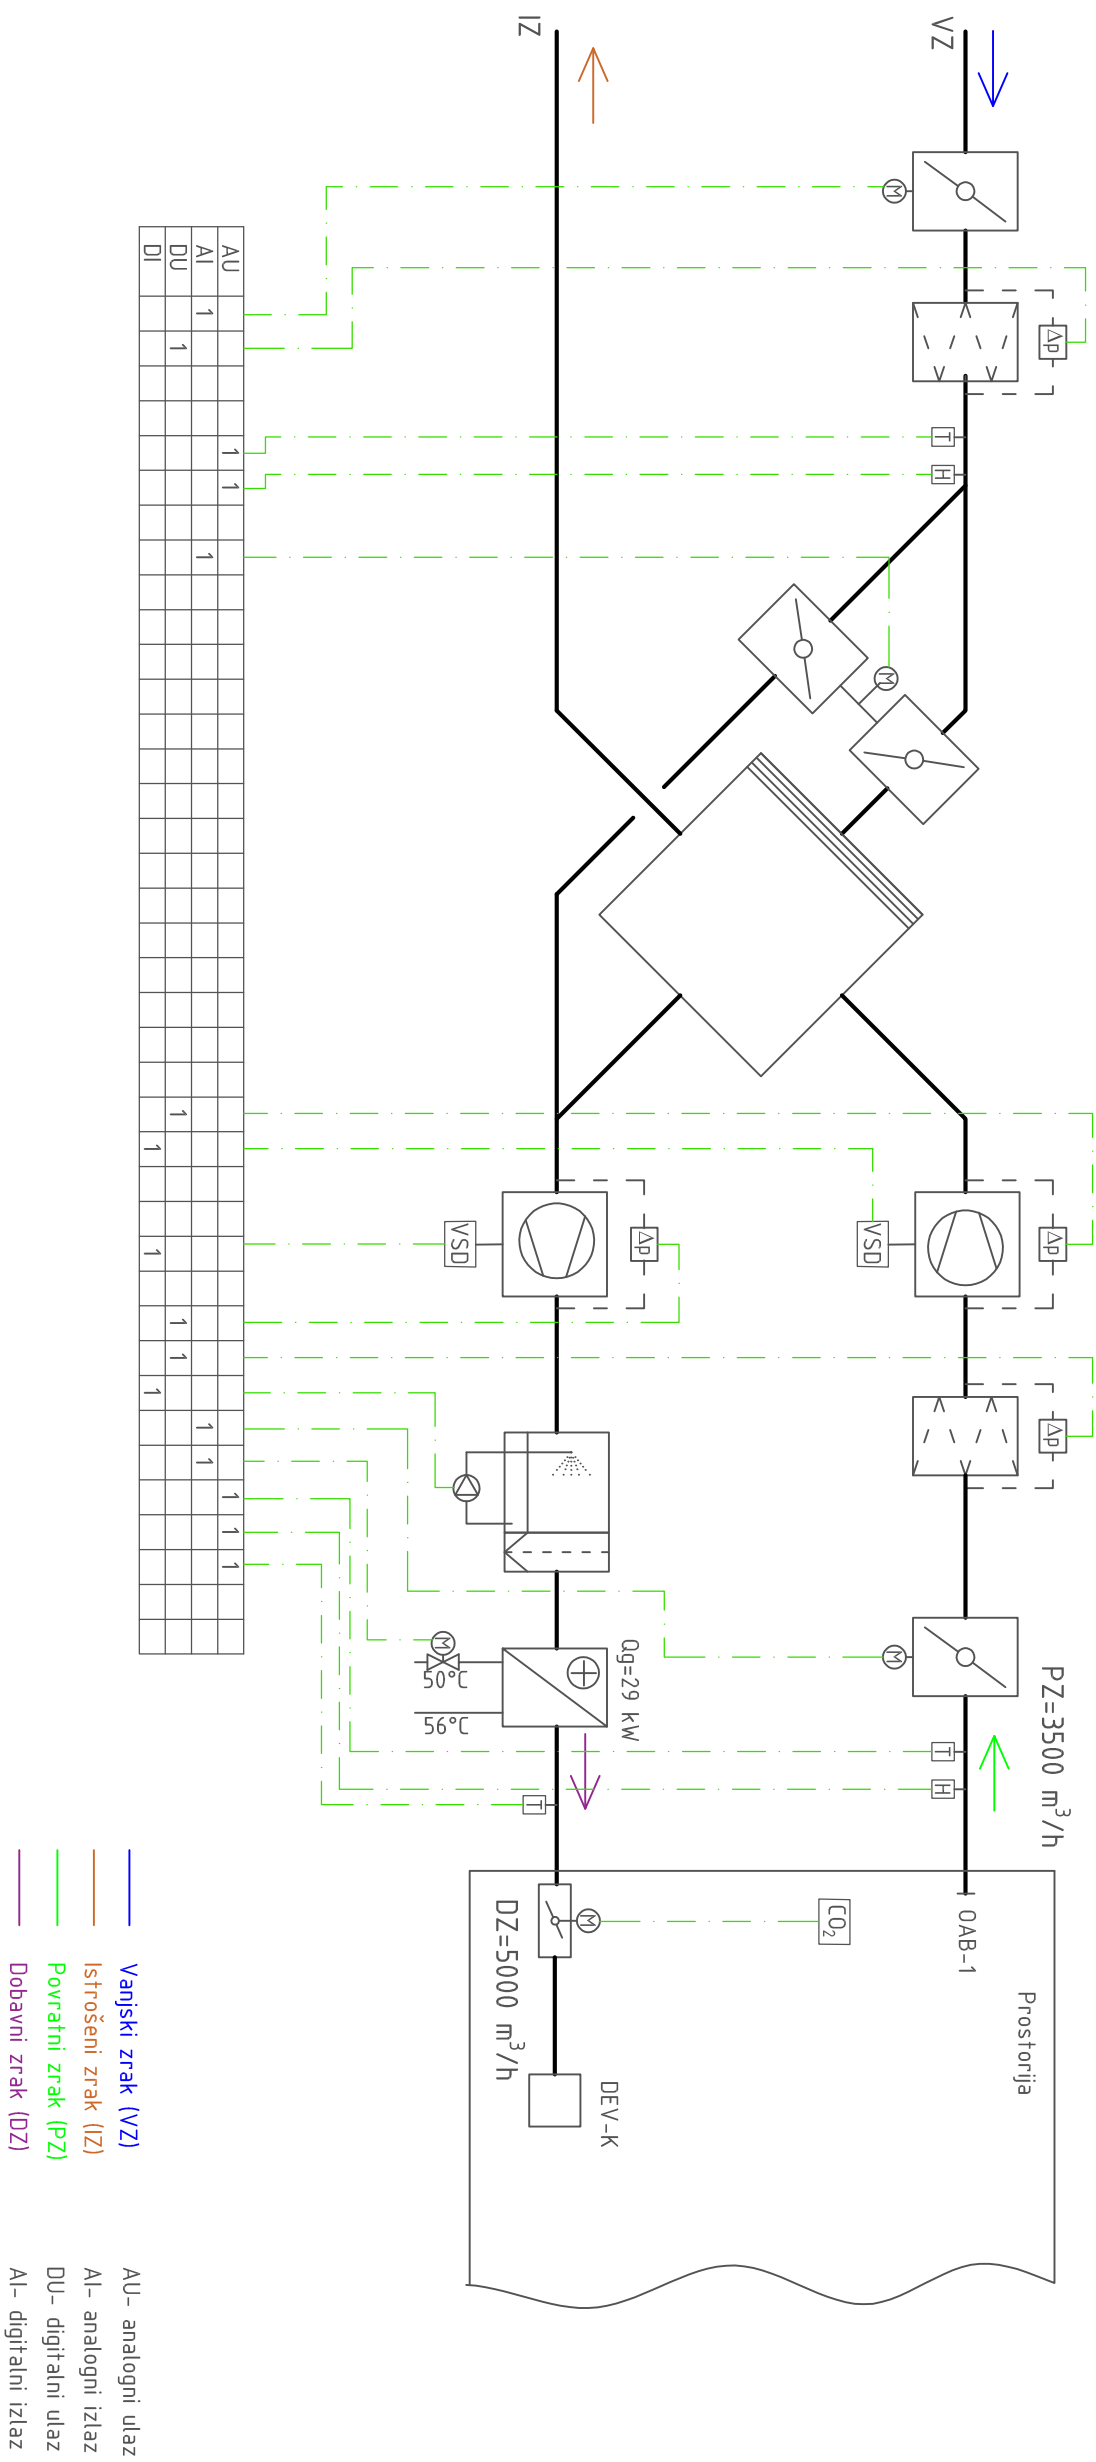 Δp
Δp
Δp
PZ=3500 m³/h
Prostorija
OAB-1
VZ
T
H
T
H
M
M
M
VSD
CO₂
Δp
Qg=29 kW
DEV-K
M
IZ
T
DZ=5000 m³/h
VSD
M
50°C
56°C
AU 1 1 1 1 1
AI 1 1 1 1
DU 1 1 1 1
DI 1 1 1
Vanjski zrak (VZ)
AU- analogni ulaz
Istrošeni zrak (IZ)
AI- analogni izlaz
Povratni zrak (PZ)
DU- digitalni ulaz
Dobavni zrak (DZ)
AI- digitalni izlaz